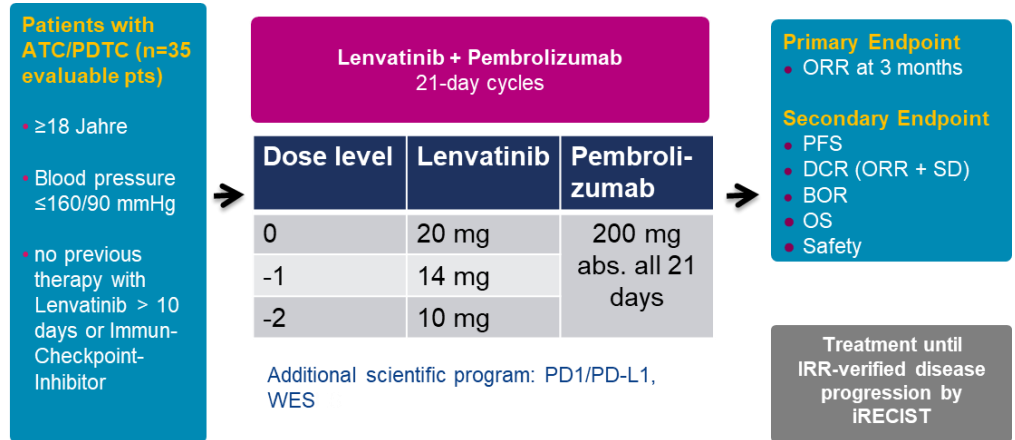 Patients with
ATC/PDTC (n=35
evaluable pts)
• ≥18 Jahre
• Blood pressure
≤160/90 mmHg
• no previous
therapy with
Lenvatinib > 10
days or Immun-
Checkpoint-
Inhibitor
Lenvatinib + Pembrolizumab
21-day cycles
Dose level Lenvatinib Pembroli-
zumab
0 20 mg 200 mg
abs. all 21
days
-1 14 mg
-2 10 mg
Additional scientific program: PD1/PD-L1,
WES
Primary Endpoint
• ORR at 3 months
Secondary Endpoint
• PFS
• DCR (ORR + SD)
• BOR
• OS
• Safety
Treatment until
IRR-verified disease
progression by
iRECIST